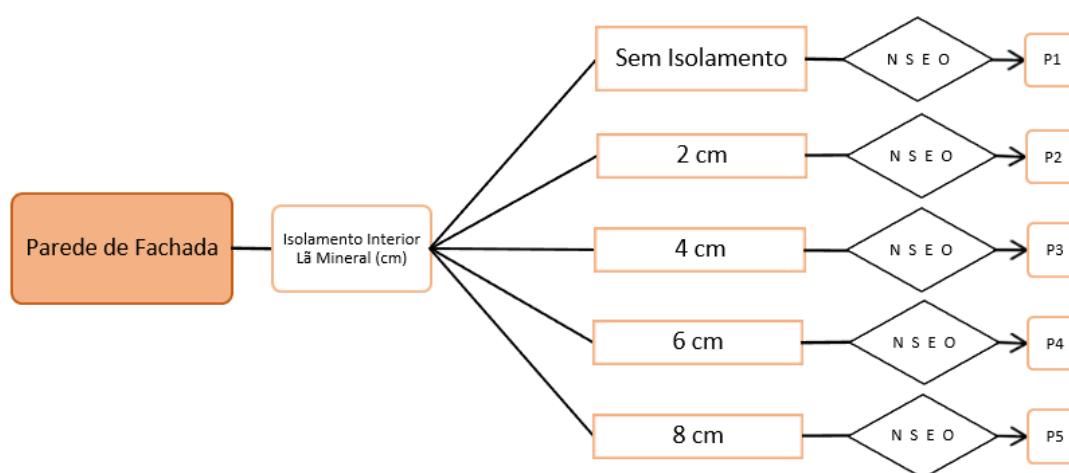 Sem Isolamento
N S E O
P1
2 cm
N S E O
P2
Parede de Fachada
Isolamento Interior
Lã Mineral (cm)
4 cm
N S E O
P3
6 cm
N S E O
P4
8 cm
N S E O
P5